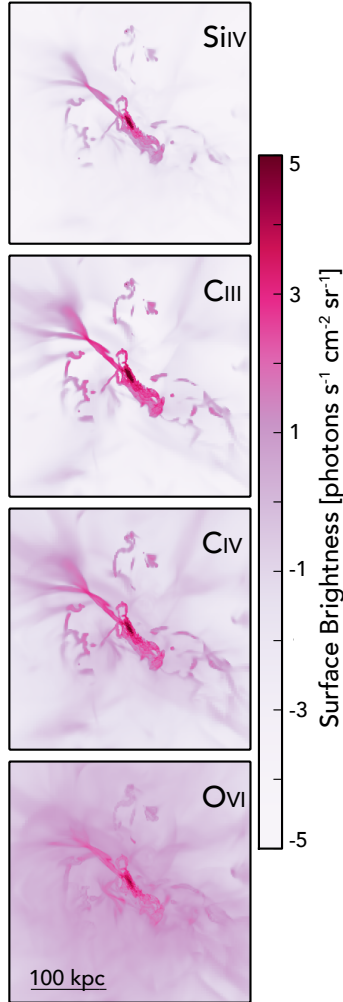 SiIV
CIII
CIV
OVI
100 kpc
5
3
1
-1
-3
-5
Surface Brightness [photons s⁻¹ cm⁻² sr⁻¹]